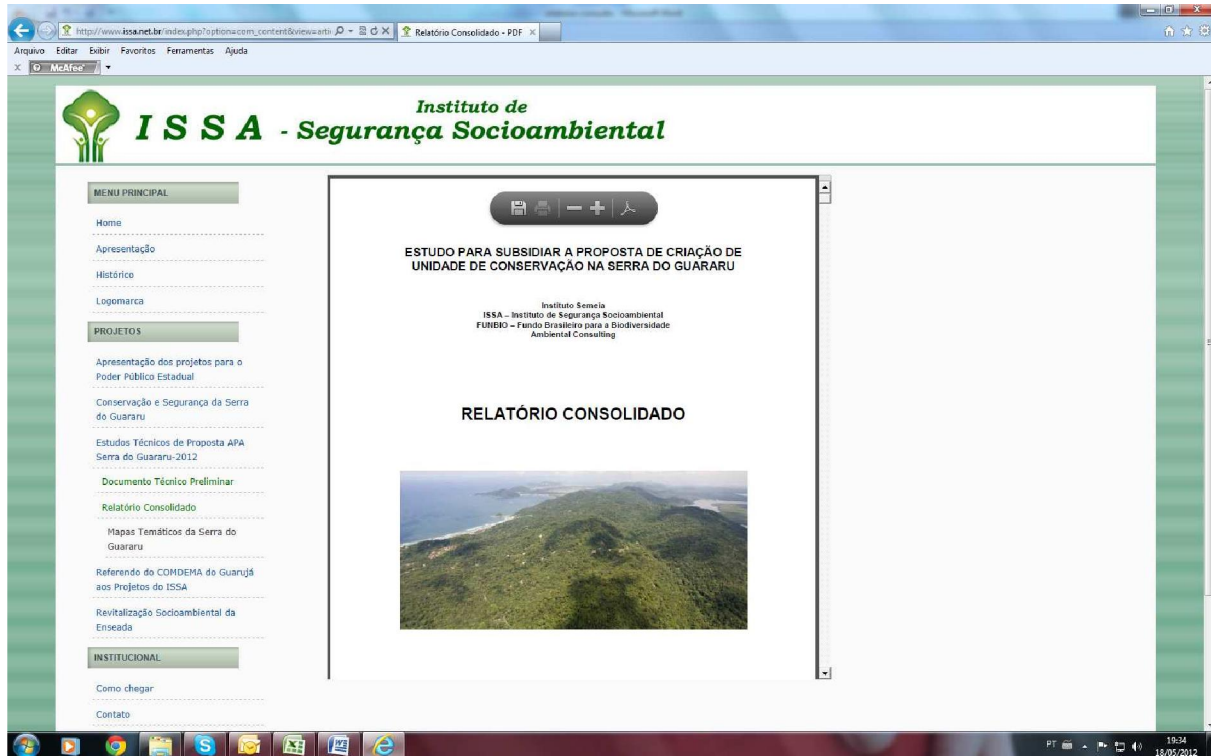 http://www.issa.net.br/index.php?option=com_content&view=arti
Relatório Consolidado - PDF
Arquivo Editar Exibir Favoritos Ferramentas Ajuda
McAfee
Instituto de
ISSA - Segurança Socioambiental
MENU PRINCIPAL
Home
Apresentação
Histórico
Logomarca
PROJETOS
Apresentação dos projetos para o
Poder Público Estadual
Conservação e Segurança da Serra
do Guararu
Estudos Técnicos de Proposta APA
Serra do Guararu-2012
Documento Técnico Preliminar
Relatório Consolidado
Mapas Temáticos da Serra do
Guararu
Referendo do COMDEMA do Guarujá
aos Projetos do ISSA
Revitalização Socioambiental da
Enseada
INSTITUCIONAL
Como chegar
Contato
ESTUDO PARA SUBSIDIAR A PROPOSTA DE CRIAÇÃO DE
UNIDADE DE CONSERVAÇÃO NA SERRA DO GUARARU
Instituto Semeia
ISSA – Instituto de Segurança Socioambiental
FUNBIO – Fundo Brasileiro para a Biodiversidade
Ambiental Consulting
RELATÓRIO CONSOLIDADO
PT
19:34
18/05/2012